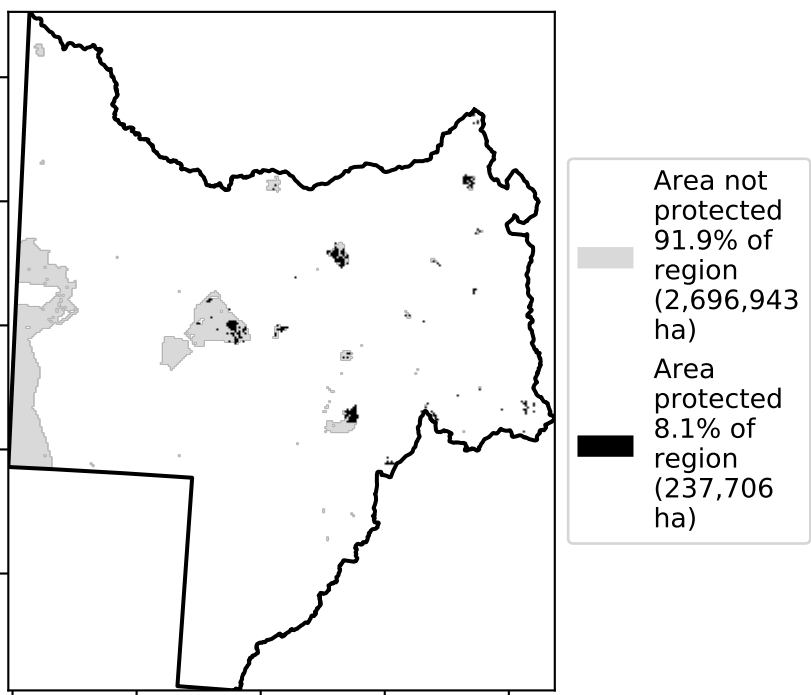 Area not
protected
91.9% of
region
(2,696,943
ha)
Area
protected
8.1% of
region
(237,706
ha)